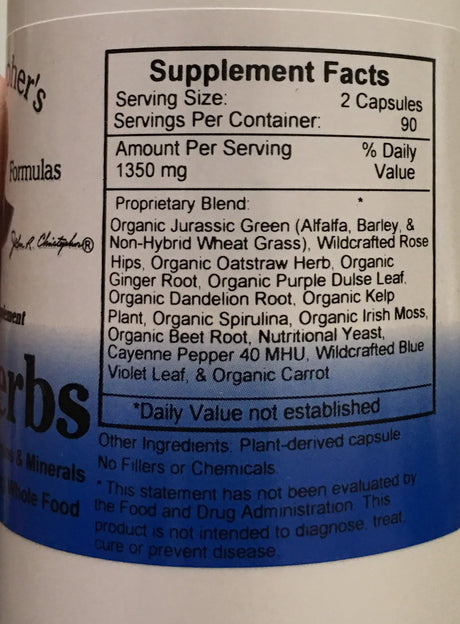 her's
Formulas
John R. Christopher®
erbs
& Minerals
Whole Food
Supplement Facts
Serving Size: 2 Capsules
Servings Per Container: 90
Amount Per Serving % Daily
1350 mg Value
Proprietary Blend: *
Organic Jurassic Green (Alfalfa, Barley, &
Non-Hybrid Wheat Grass), Wildcrafted Rose
Hips, Organic Oatstraw Herb, Organic
Ginger Root, Organic Purple Dulse Leaf,
Organic Dandelion Root, Organic Kelp
Plant, Organic Spirulina, Organic Irish Moss,
Organic Beet Root, Nutritional Yeast,
Cayenne Pepper 40 MHU, Wildcrafted Blue
Violet Leaf, & Organic Carrot
*Daily Value not established
Other Ingredients: Plant-derived capsule
No Fillers or Chemicals.
*This statement has not been evaluated by
the Food and Drug Administration. This
product is not intended to diagnose, treat,
cure or prevent disease.